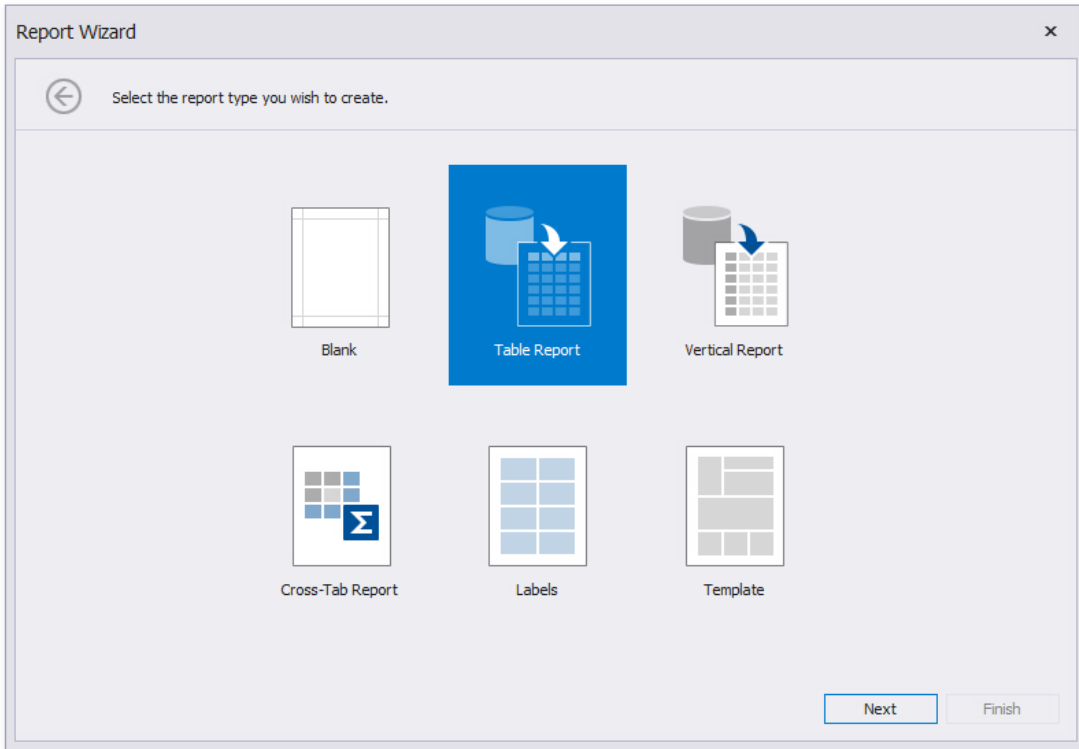 Report Wizard
Select the report type you wish to create.
Blank
Table Report
Vertical Report
Cross-Tab Report
Labels
Template
Next
Finish